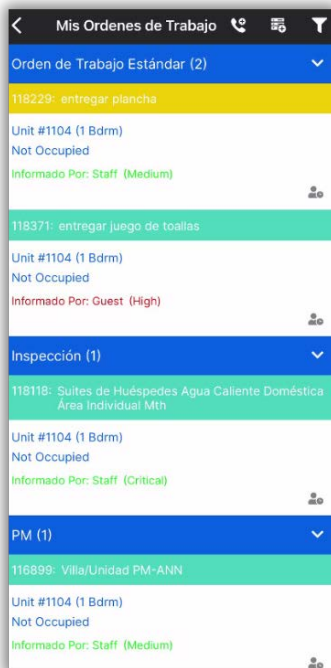 Mis Ordenes de Trabajo
Orden de Trabajo Estándar (2)
118229: entregar plancha
Unit #1104 (1 Bdrm)
Not Occupied
Informado Por: Staff (Medium)
118371: entregar juego de toallas
Unit #1104 (1 Bdrm)
Not Occupied
Informado Por: Guest (High)
Inspección (1)
118118: Suites de Huéspedes Agua Caliente Doméstica
Área Individual Mth
Unit #1104 (1 Bdrm)
Not Occupied
Informado Por: Staff (Critical)
PM (1)
116899: Villa/Unidad PM-ANN
Unit #1104 (1 Bdrm)
Not Occupied
Informado Por: Staff (Medium)